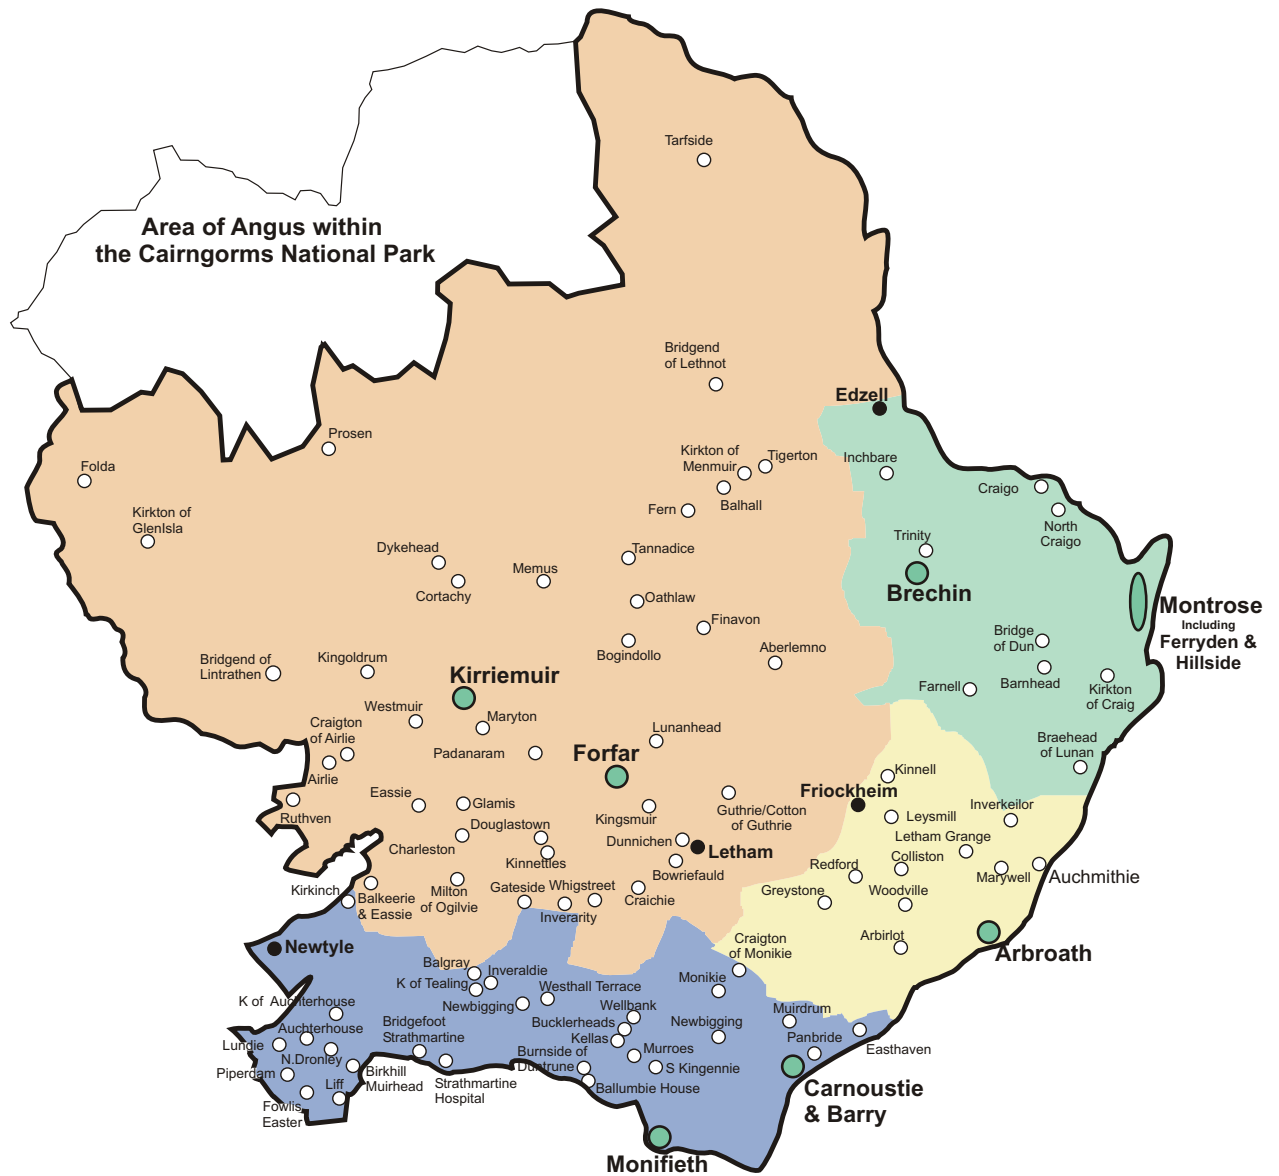 Tarfside
Area of Angus within
the Cairngorms National Park
Bridgend
of Lethnot
Edzell
Prosen
Folda
Kirkton of
Menmuir
Tigerton
Inchbare
Balhall
Craigo
Fern
Kirkton of
GlenIsla
North
Craigo
Trinity
Dykehead
Tannadice
Memus
Cortachy
Brechin
Oathlaw
Montrose
Including
Ferryden &
Hillside
Finavon
Bridge
of Dun
Bogindollo
Aberlemno
Bridgend of
Lintrathen
Kingoldrum
Kirriemuir
Farnell
Barnhead
Kirkton
of Craig
Westmuir
Maryton
Craigton
of Airlie
Lunanhead
Padanaram
Forfar
Braehead
of Lunan
Airlie
Kinnell
Eassie
Glamis
Friockheim
Inverkeilor
Ruthven
Kingsmuir
Guthrie/Cotton
of Guthrie
Leysmill
Douglastown
Letham Grange
Charleston
Dunnichen
Letham
Kinnettles
Colliston
Redford
Bowriefauld
Marywell
Auchmithie
Kirkinch
Balkeerie
& Eassie
Milton
of Ogilvie
Gateside
Whigstreet
Craichie
Greystone
Woodville
Inverarity
Newtyle
Craigton
of Monikie
Arbirlot
Arbroath
Balgray
Inveraldie
K of Tealing
Westhall Terrace
Monikie
K of Auchterhouse
Newbigging
Wellbank
Muirdrum
Auchterhouse
Bridgefoot
Strathmartine
Bucklerheads
Newbigging
Kellas
Panbride
Easthaven
Lundie
N.Dronley
Burnside of
Duntrune
Murroes
S Kingennie
Piperdam
Birkhill
Muirhead
Liff
Strathmartine
Hospital
Ballumbie House
Carnoustie
& Barry
Fowlis
Easter
Monifieth